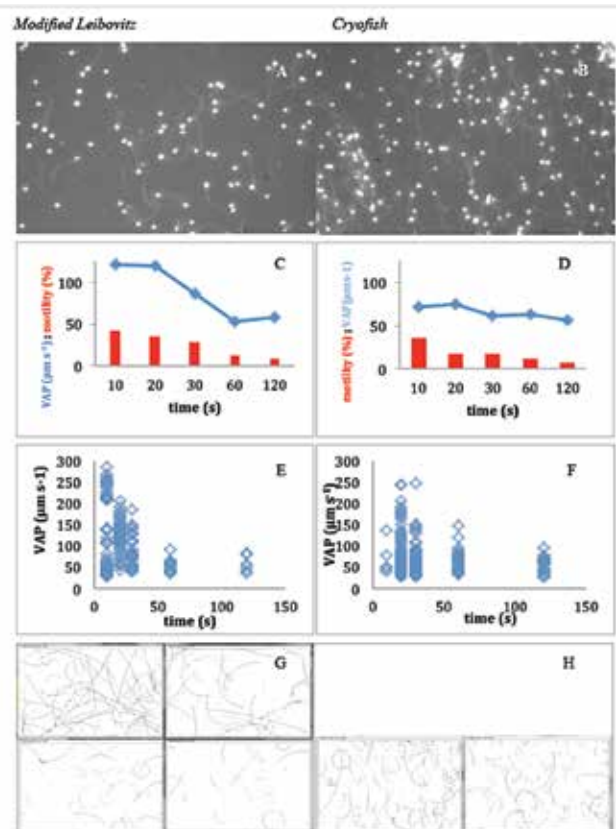 Modified Leibovitz
Cryofish
A
B
C
VAP (µm s⁻¹) ; motility (%)
100
50
0
10 20 30 60 120
time (s)
D
motility (%) ; VAP(µm s-1)
100
50
0
10 20 30 60 120
time (s)
E
VAP (µm s-1)
300
250
200
150
100
50
0
0 50 100 150
time (s)
F
VAP (µm s⁻¹)
300
250
200
150
100
50
0
0 50 100 150
time (s)
G
H